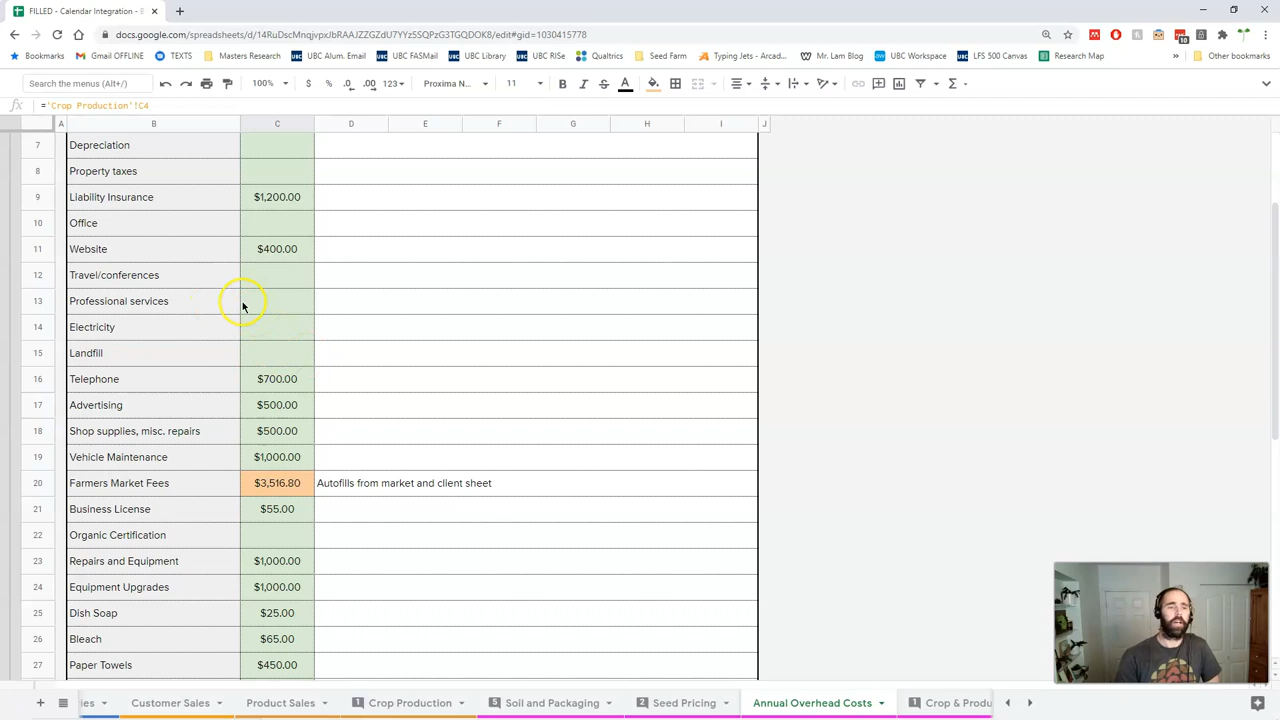 FILLED - Calendar Integration - E
docs.google.com/spreadsheets/d/14RuDscMnqjvpxJbRAAJZZGZdU7YYz5SQPzG3TGQDOK8/edit#gid=1030415778
10
Bookmarks Gmail OFFLINE TEXTS Masters Research UBC Alum. Email UBC FASMail UBC Library UBC RISe Qualtrics Seed Farm Typing Jets - Arcad... Mr. Lam Blog UBC Workspace LFS 500 Canvas Research Map Other bookmarks
Search the menus (Alt+/) 100% $ % .0 .00 123 Proxima N... 11 B I S A
fx ='Crop Production'!C4
A B C D E F G H I J
7 Depreciation
8 Property taxes
9 Liability Insurance $1,200.00
10 Office
11 Website $400.00
12 Travel/conferences
13 Professional services
14 Electricity
15 Landfill
16 Telephone $700.00
17 Advertising $500.00
18 Shop supplies, misc. repairs $500.00
19 Vehicle Maintenance $1,000.00
20 Farmers Market Fees $3,516.80 Autofills from market and client sheet
21 Business License $55.00
22 Organic Certification
23 Repairs and Equipment $1,000.00
24 Equipment Upgrades $1,000.00
25 Dish Soap $25.00
26 Bleach $65.00
27 Paper Towels $450.00
ies Customer Sales Product Sales 1 Crop Production 5 Soil and Packaging 2 Seed Pricing Annual Overhead Costs 1 Crop & Produ